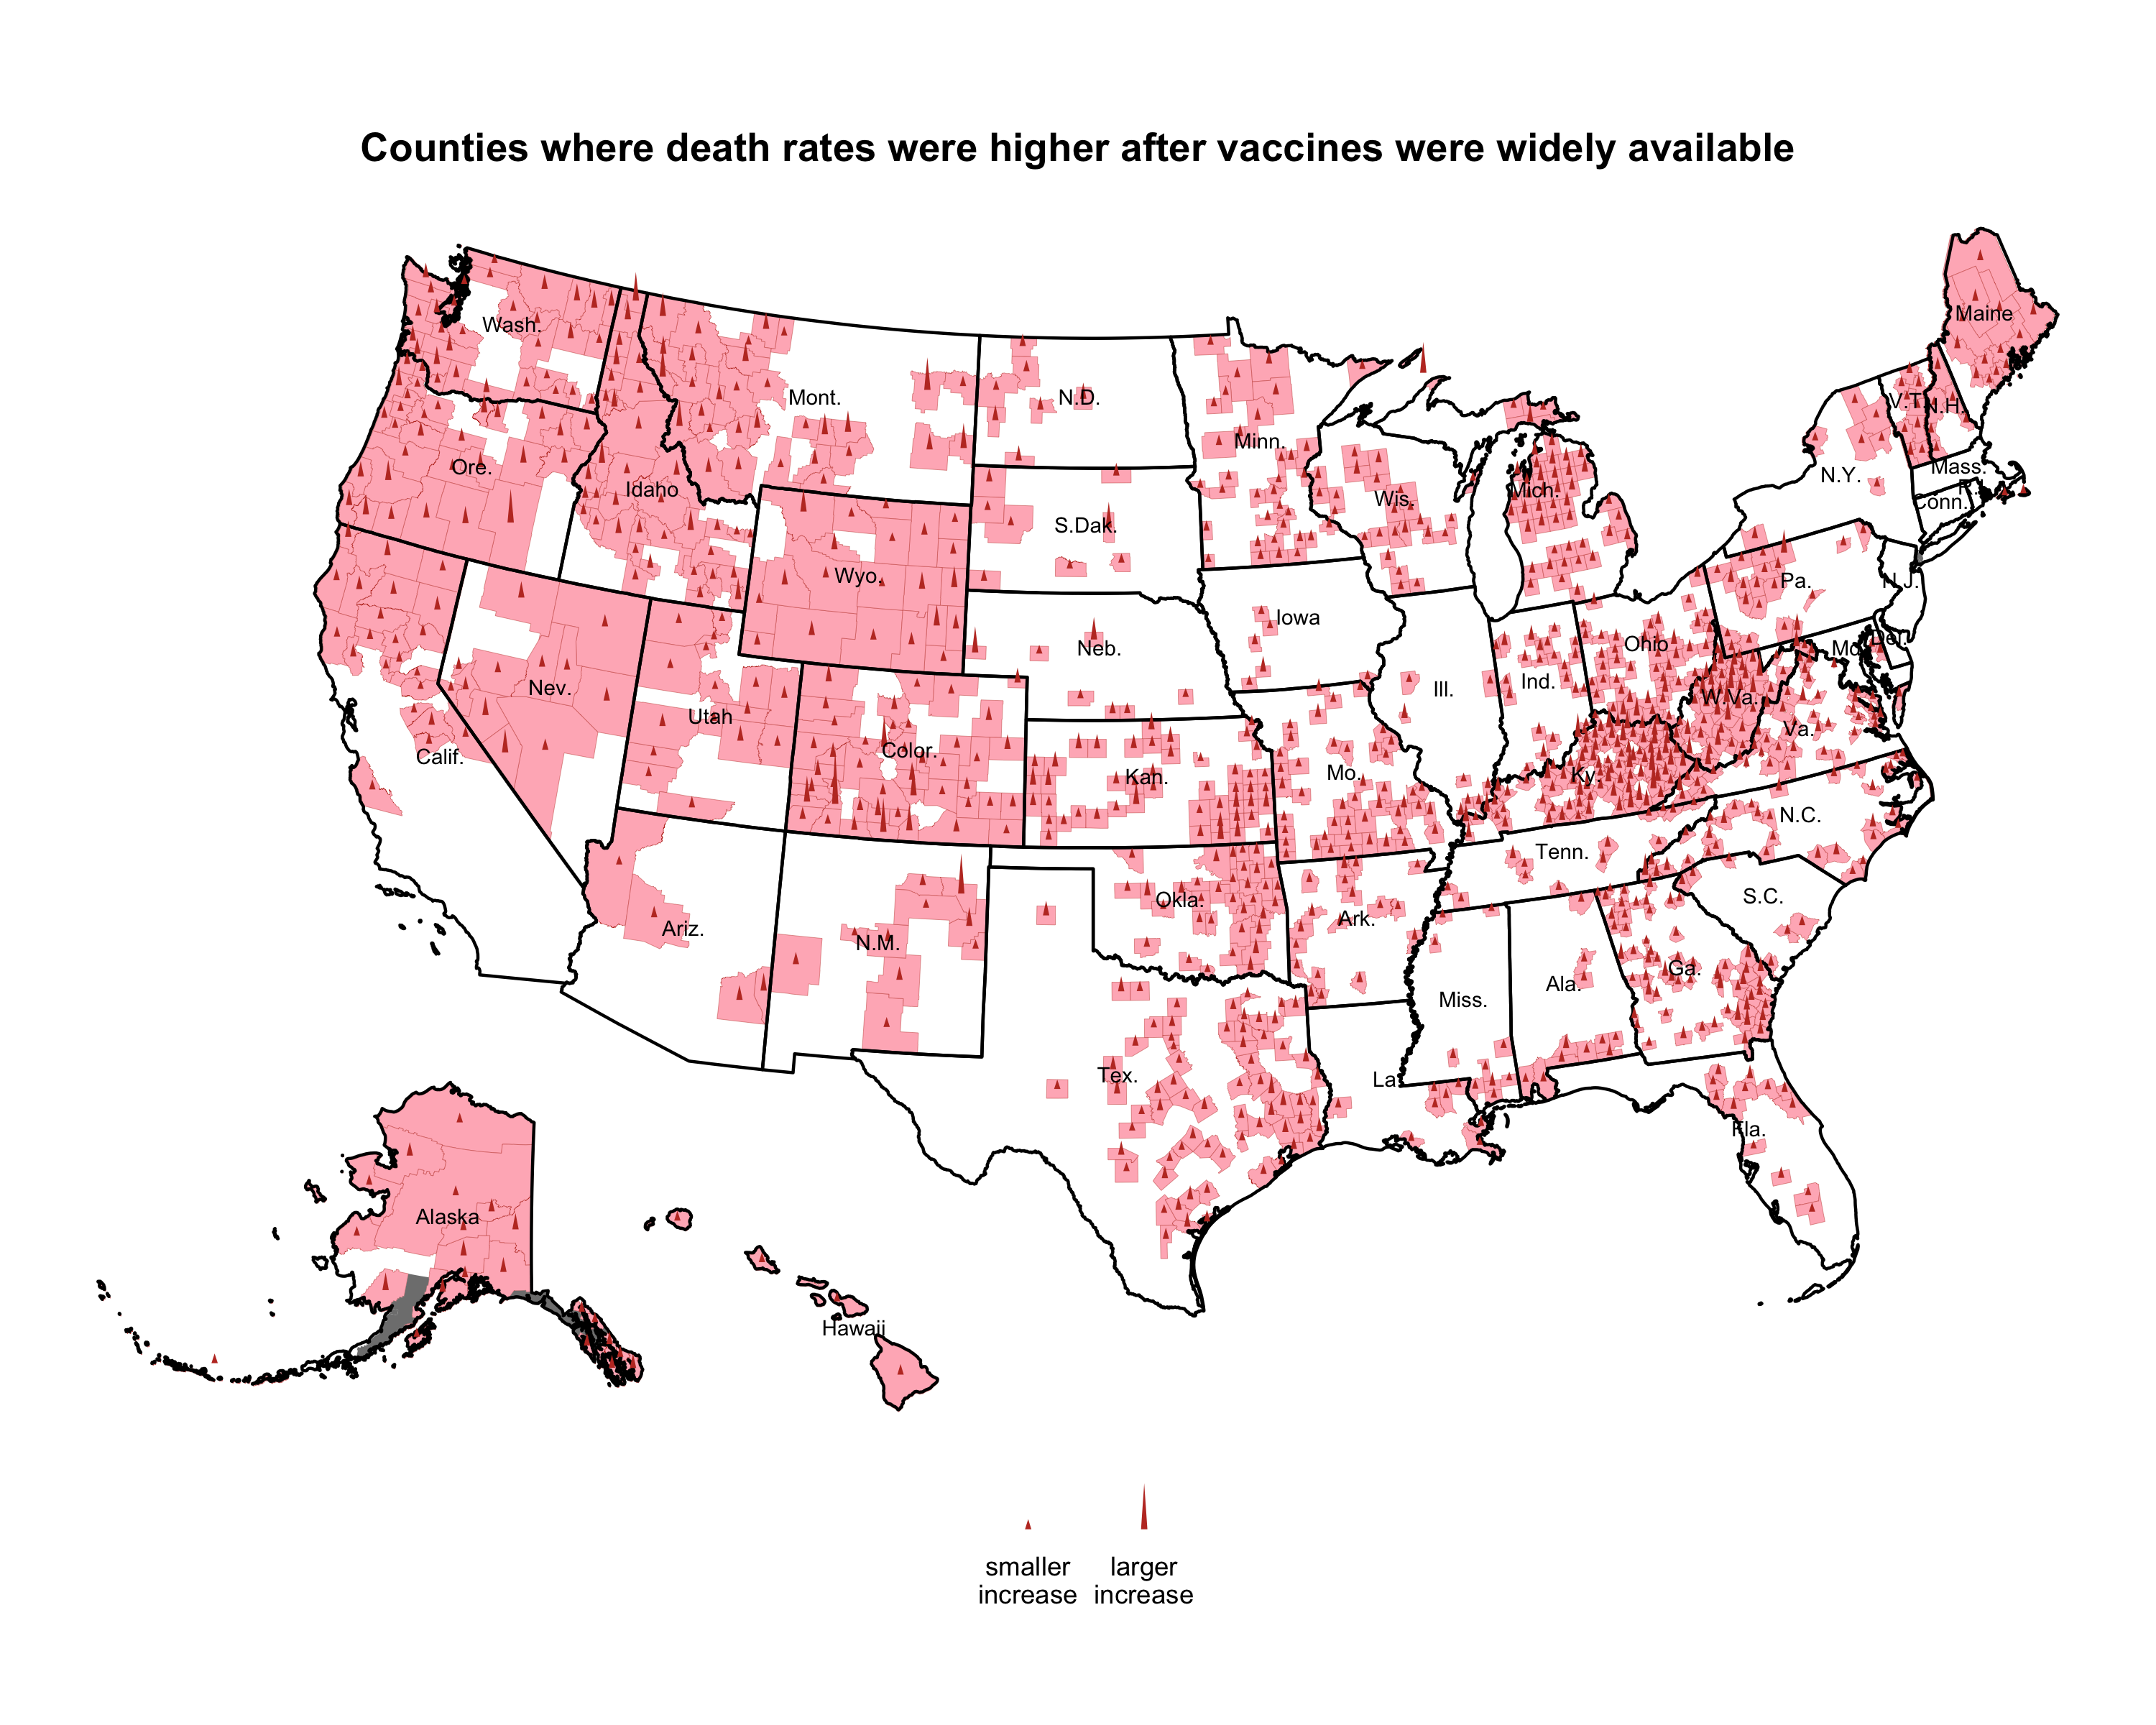 Counties where death rates were higher after vaccines were widely available
Maine
Wash.
Mont.
N.D.
V.T.
N.H.
Minn.
Ore.
Idaho
Mass.
N.Y.
Wis.
Mich.
R.I.
Conn.
S.Dak.
Wyo.
Pa.
N.J.
Iowa
Ohio
Neb.
Md.
Del.
Nev.
Ill.
Ind.
W.Va.
Utah
Va.
Color.
Calif.
Kan.
Mo.
Ky.
N.C.
Tenn.
Okla.
S.C.
Ark.
Ariz.
N.M.
Ga.
Ala.
Miss.
Tex.
La.
Fla.
Alaska
Hawaii
smaller
increase
larger
increase